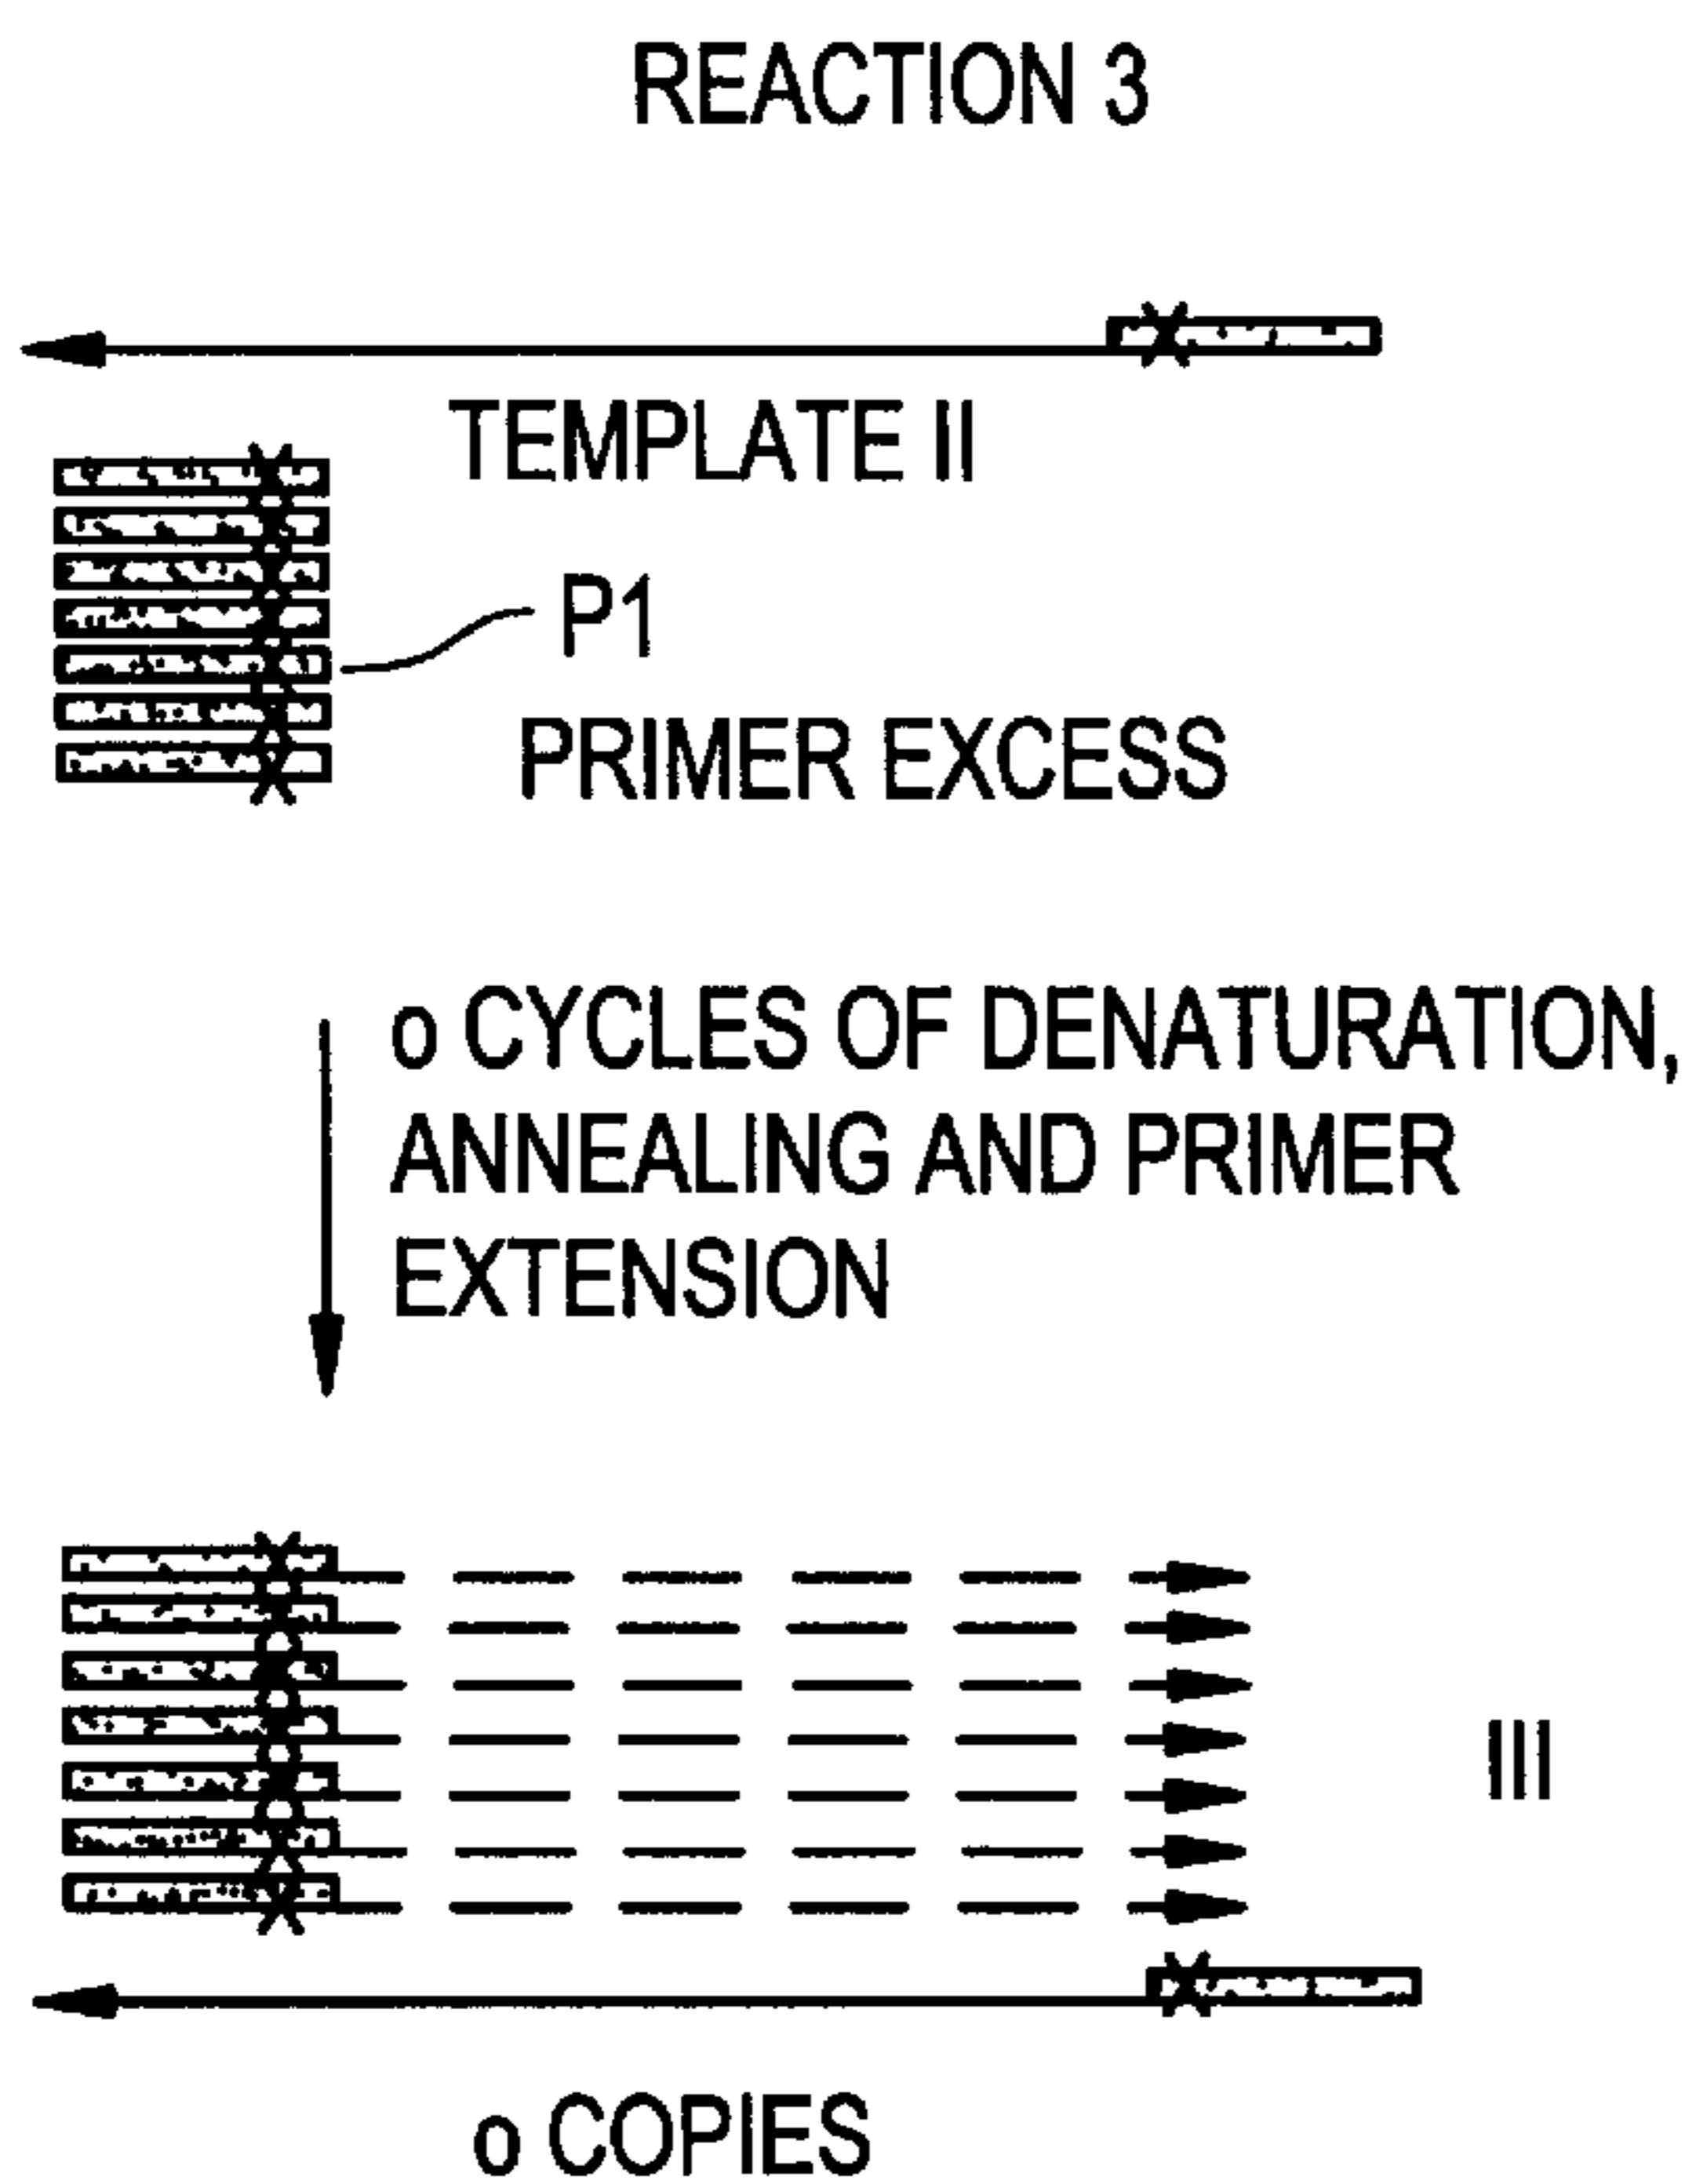 REACTION 3
TEMPLATE II
P1
PRIMER EXCESS
o CYCLES OF DENATURATION,
ANNEALING AND PRIMER
EXTENSION
III
o COPIES